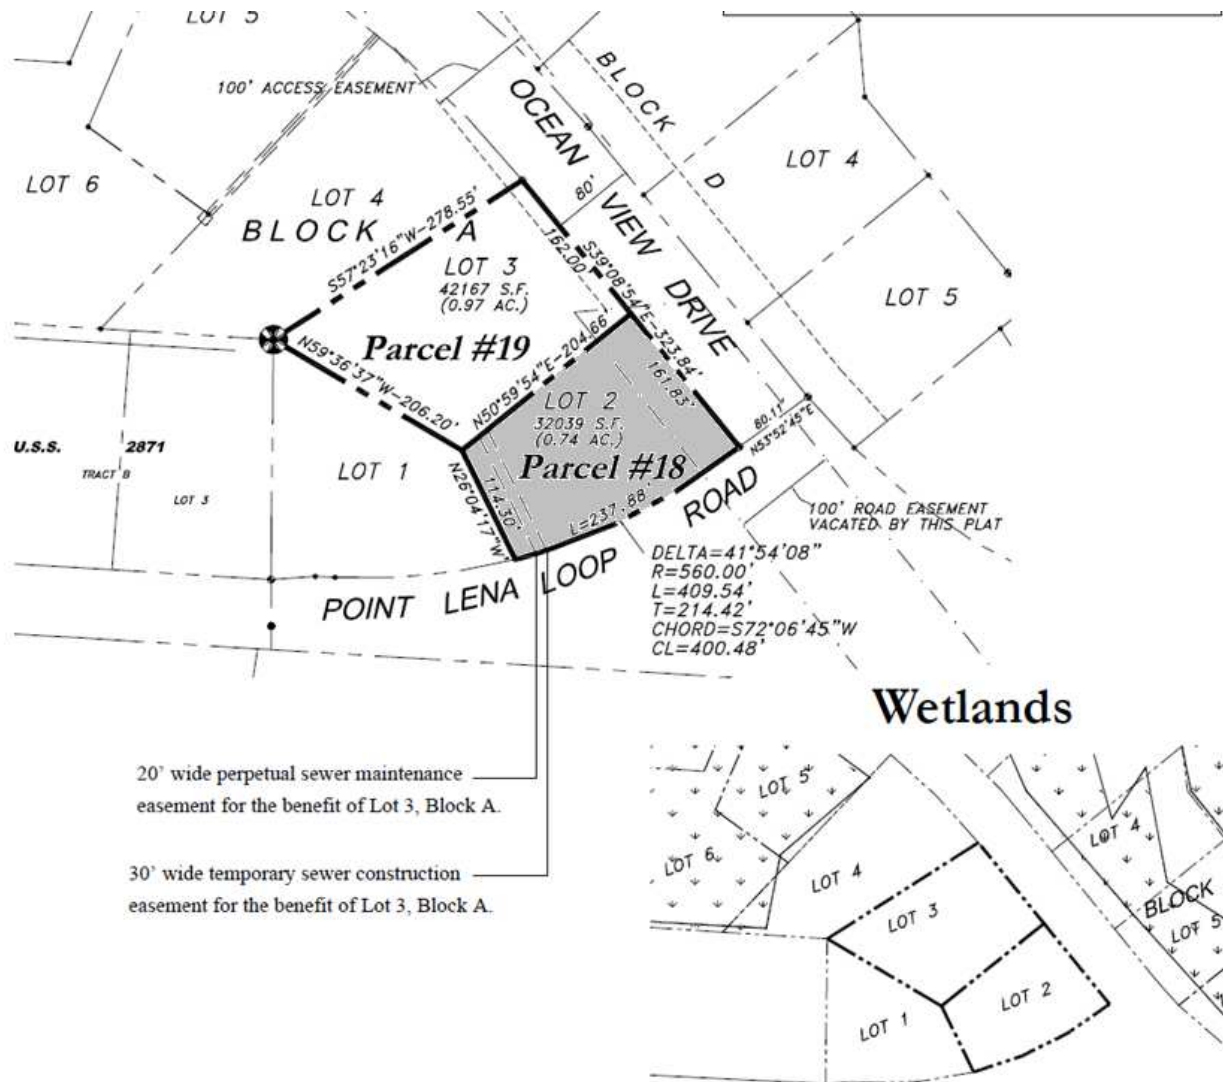 LOT 5
100' ACCESS EASEMENT
OCEAN VIEW DRIVE
BLOCK D
LOT 4
LOT 6
LOT 4
BLOCK A
80'
S57°23'16"W-278.55'
LOT 3
42167 S.F.
(0.97 AC.)
162.00'
S39°08'54"E-323.84'
LOT 5
Parcel #19
N59°36'37"W-206.20'
N50°59'54"E-204.66'
161.83'
LOT 2
32039 S.F.
(0.74 AC.)
Parcel #18
80.11'
N53°52'45"E
U.S.S. 2871
TRACT B
LOT 3
LOT 1
N26°04'17"W
114.30'
L=237.88'
100' ROAD EASEMENT
VACATED BY THIS PLAT
POINT LENA LOOP ROAD
DELTA=41°54'08"
R=560.00'
L=409.54'
T=214.42'
CHORD=S72°06'45"W
CL=400.48'
20' wide perpetual sewer maintenance
easement for the benefit of Lot 3, Block A.
30' wide temporary sewer construction
easement for the benefit of Lot 3, Block A.
Wetlands
LOT 5
LOT 6
LOT 4
LOT 4
LOT 3
BLOCK
LOT 5
LOT 2
LOT 1